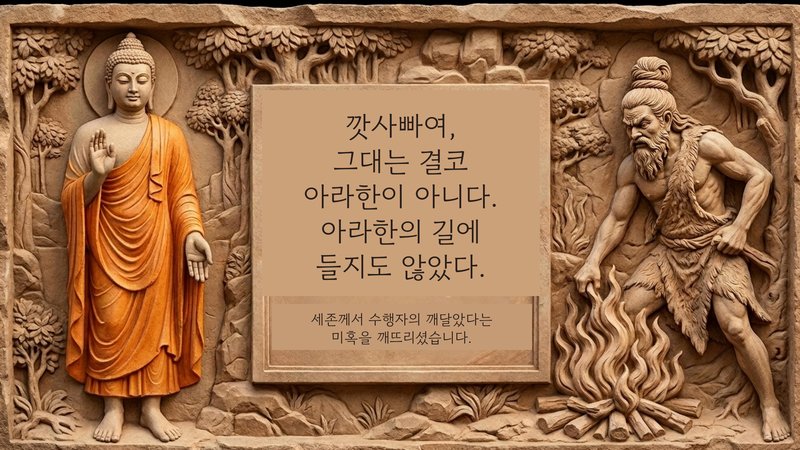 깟사빠여,
그대는 결코
아라한이 아니다.
아라한의 길에
들지도 않았다.
세존께서 수행자의 깨달았다는
미혹을 깨뜨리셨습니다.